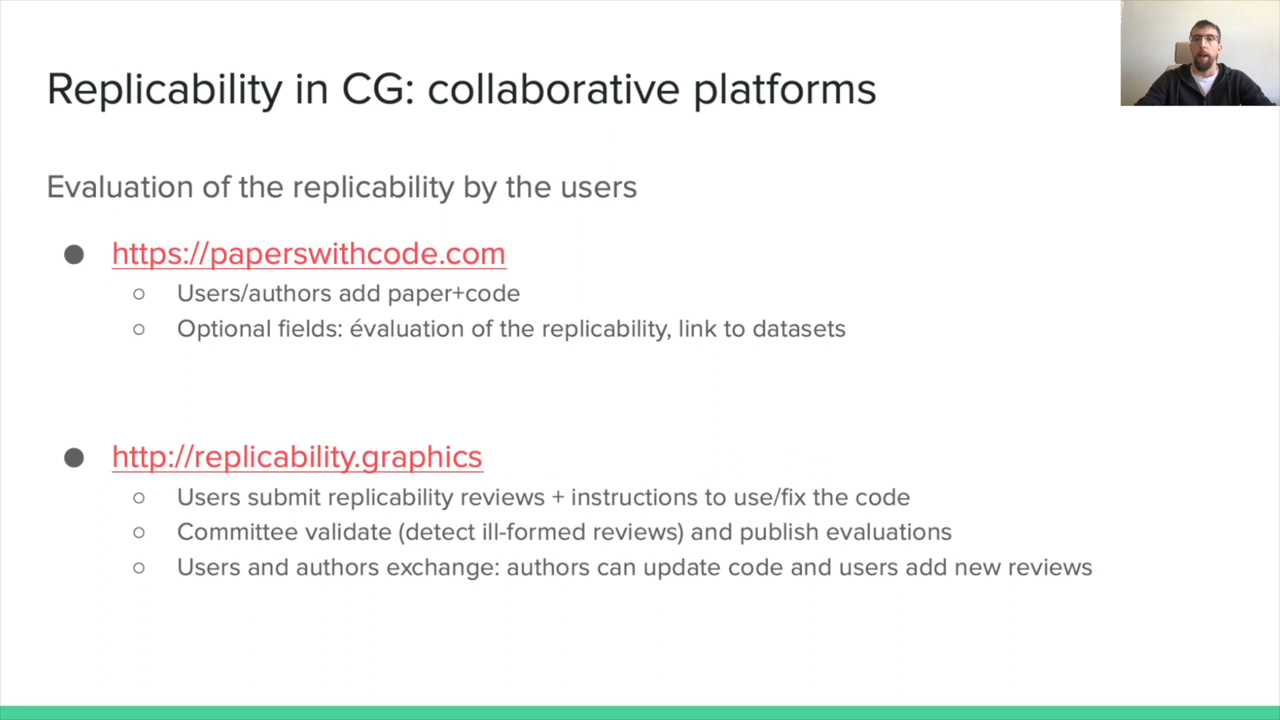 Replicability in CG: collaborative platforms
Evaluation of the replicability by the users
● https://paperswithcode.com
○ Users/authors add paper+code
○ Optional fields: évaluation of the replicability, link to datasets
● http://replicability.graphics
○ Users submit replicability reviews + instructions to use/fix the code
○ Committee validate (detect ill-formed reviews) and publish evaluations
○ Users and authors exchange: authors can update code and users add new reviews